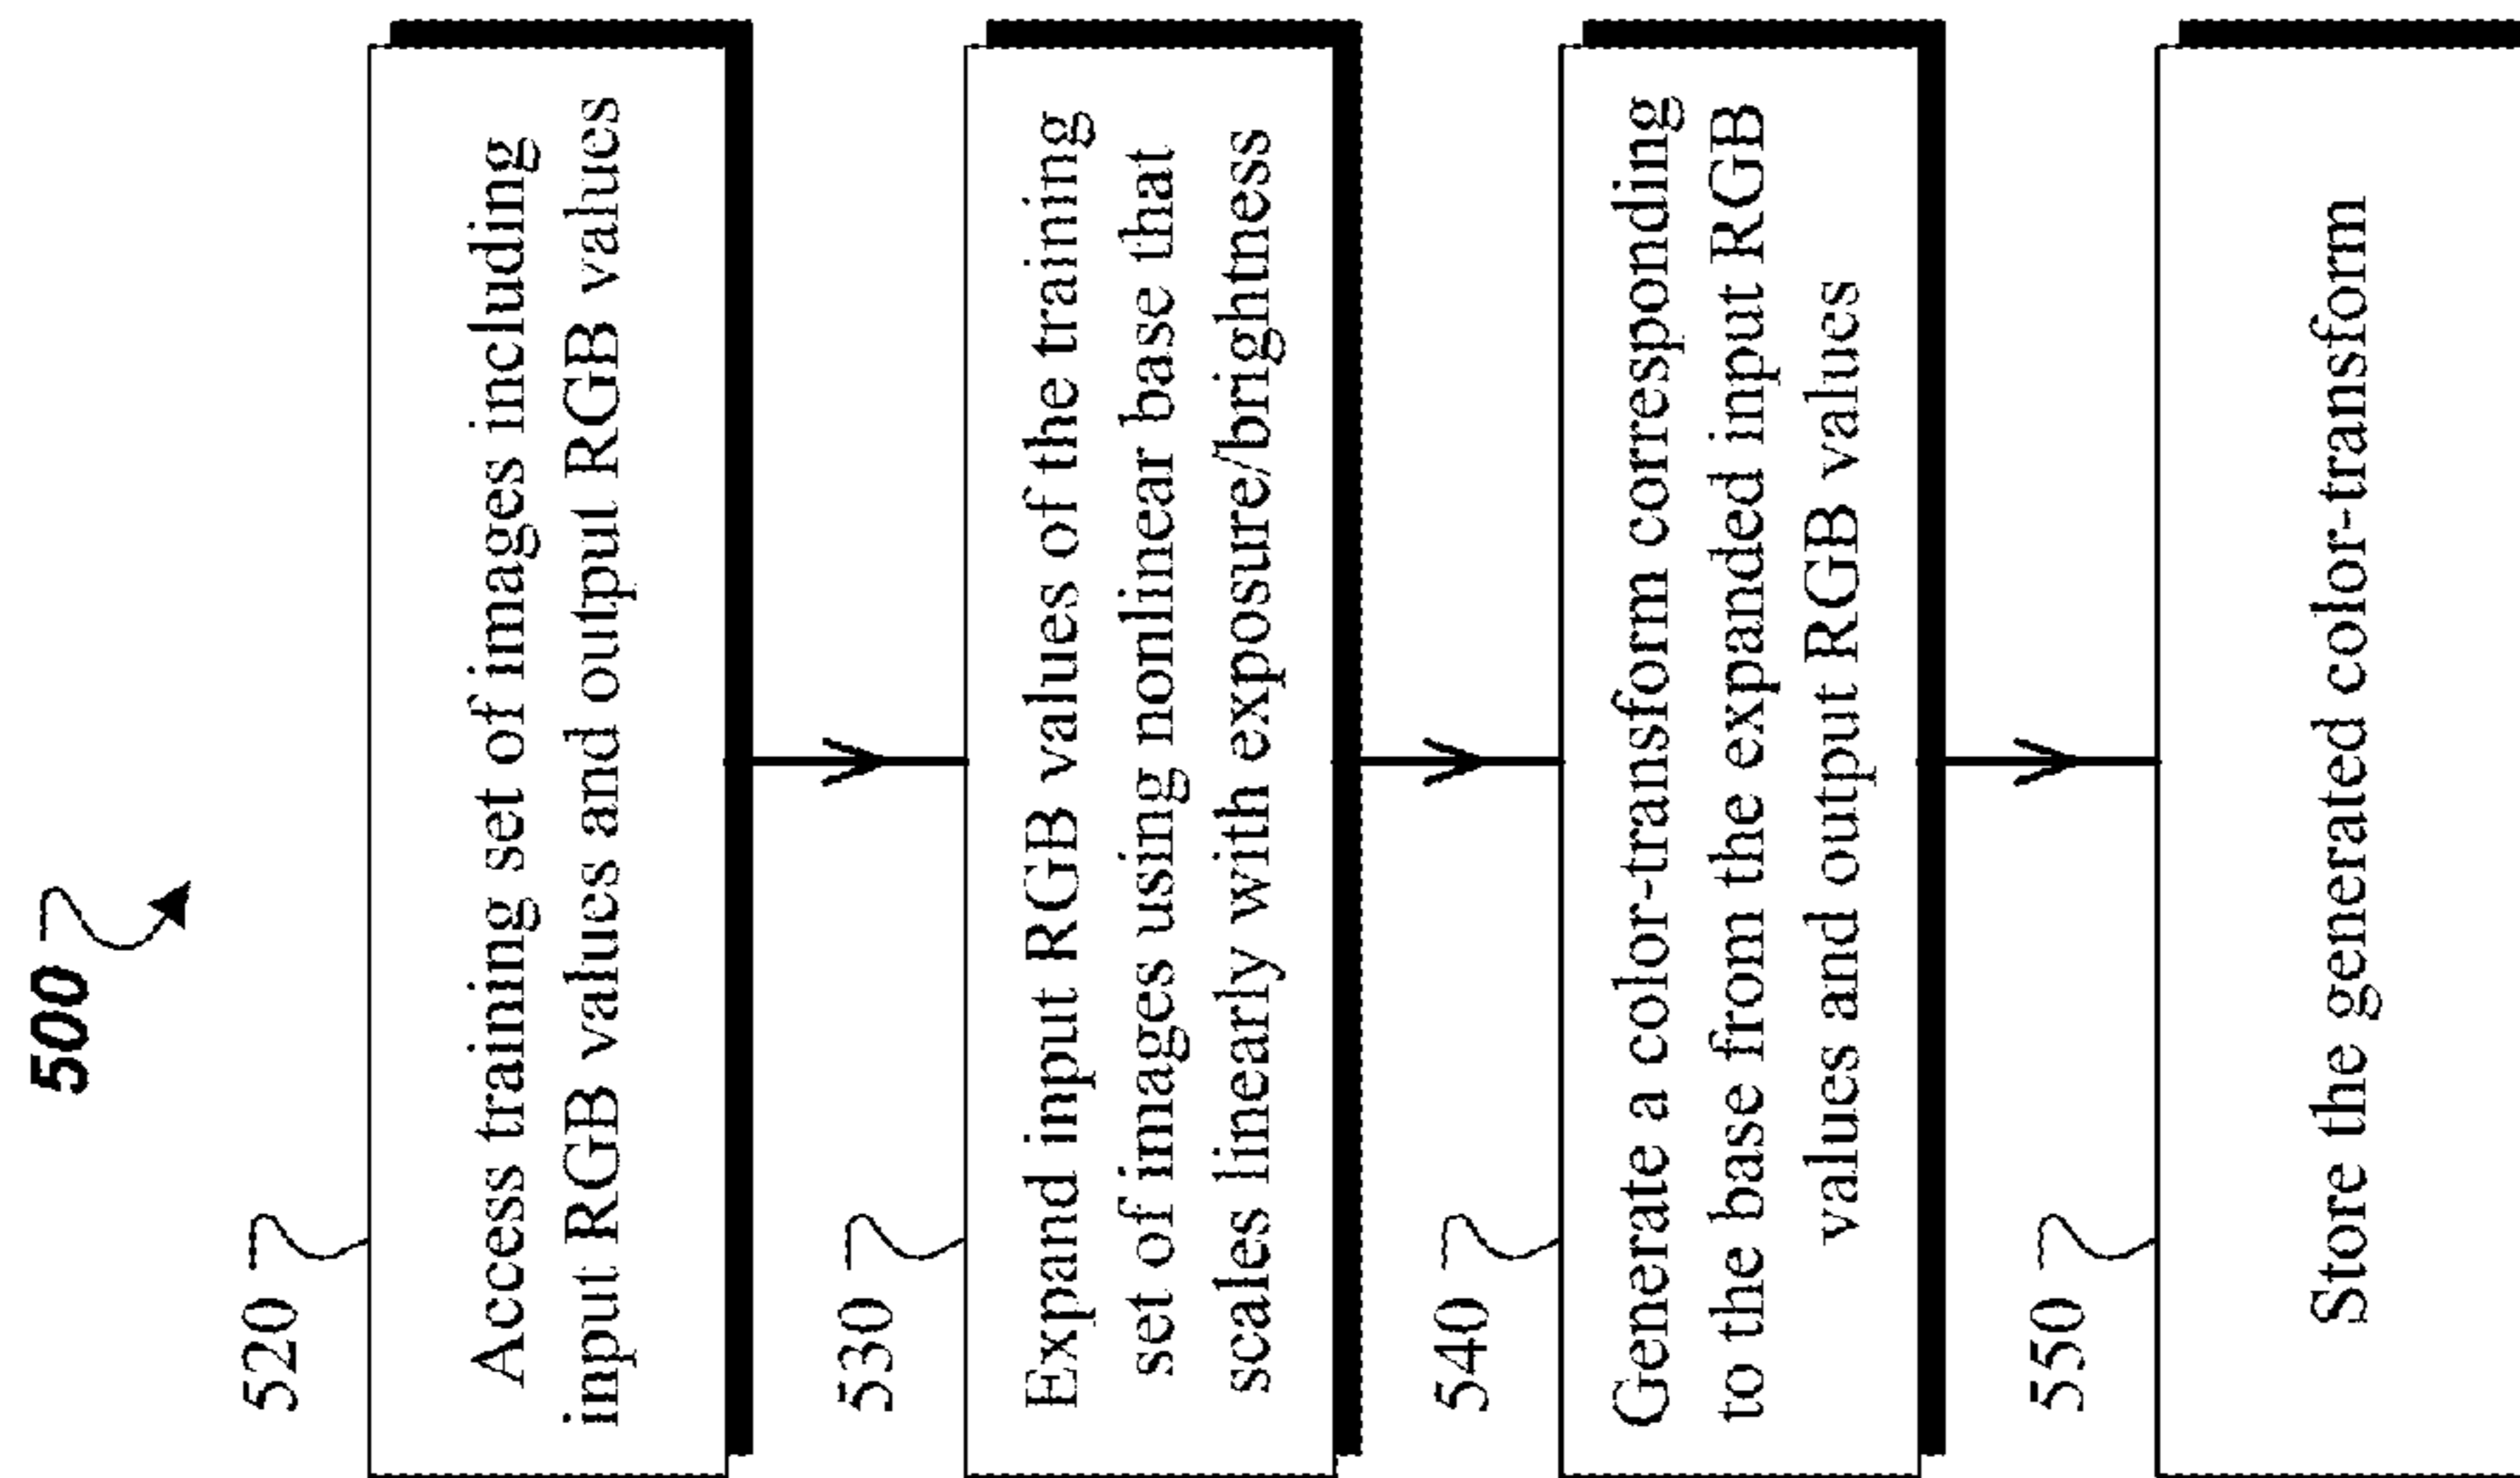 500
520
Access training set of images including
input RGB values and output RGB values
530
Expand input RGB values of the training
set of images using nonlinear base that
scales linearly with exposure/brightness
540
Generate a color-transform corresponding
to the base from the expanded input RGB
values and output RGB values
550
Store the generated color-transform